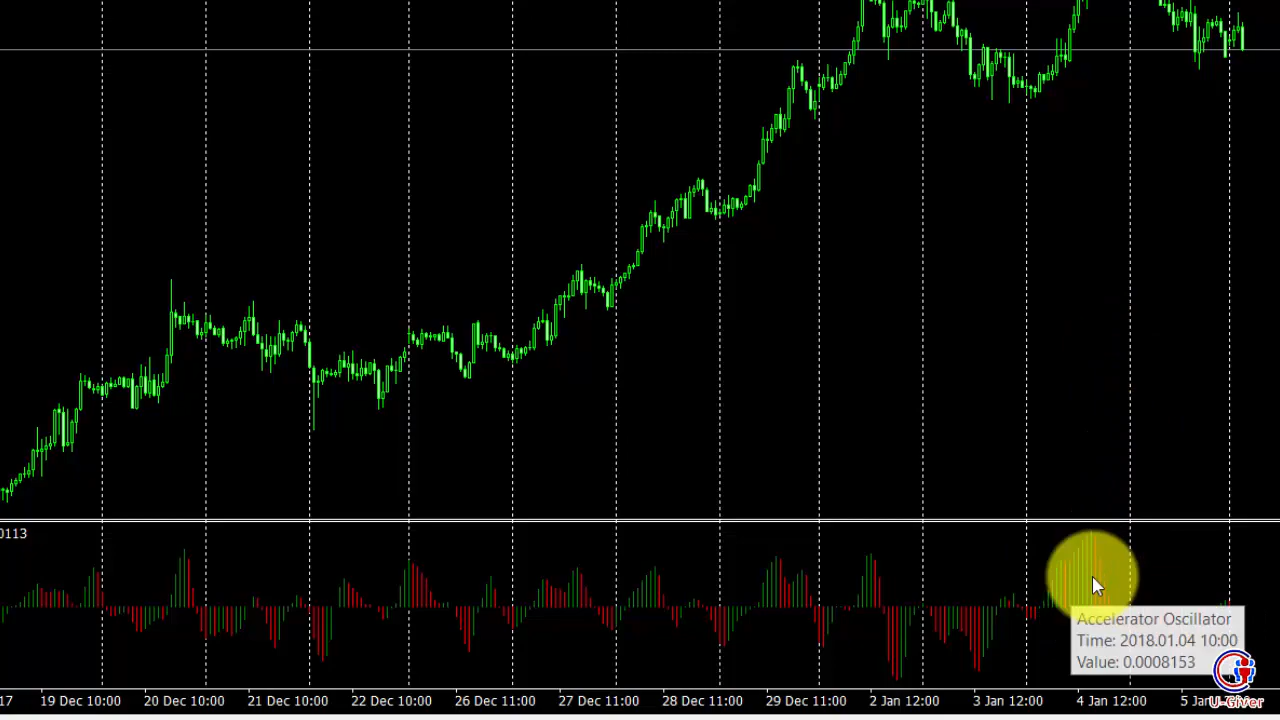 0113
Accelerator Oscillator
Time: 2018.01.04 10:00
Value: 0.0008153
17 19 Dec 10:00 20 Dec 10:00 21 Dec 10:00 22 Dec 10:00 26 Dec 11:00 27 Dec 11:00 28 Dec 11:00 29 Dec 11:00 2 Jan 12:00 3 Jan 12:00 4 Jan 12:00 5 Jan
U-Giver